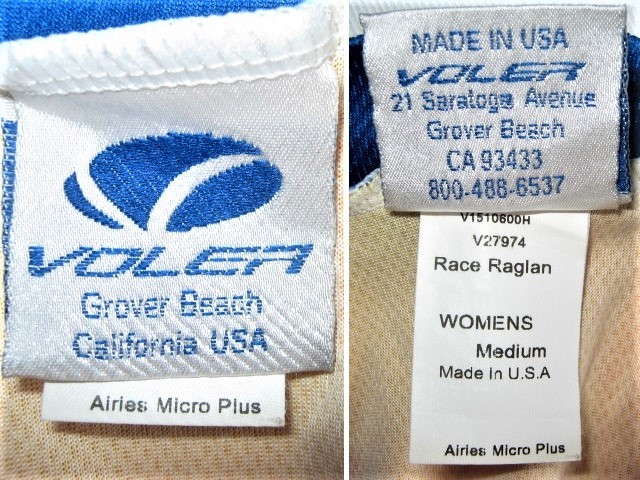 VOLER
Grover Beach
California USA
Airies Micro Plus
MADE IN USA
VOLER
21 Saratoga Avenue
Grover Beach
CA 93433
800-488-6537
V1510600H
V27974
Race Raglan
WOMENS
Medium
Made In U.S.A
Airies Micro Plus